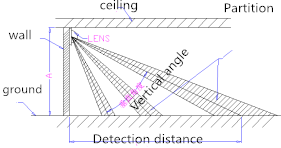 ceiling
Partition
wall
LENS
Vertical angle
ground
Detection distance